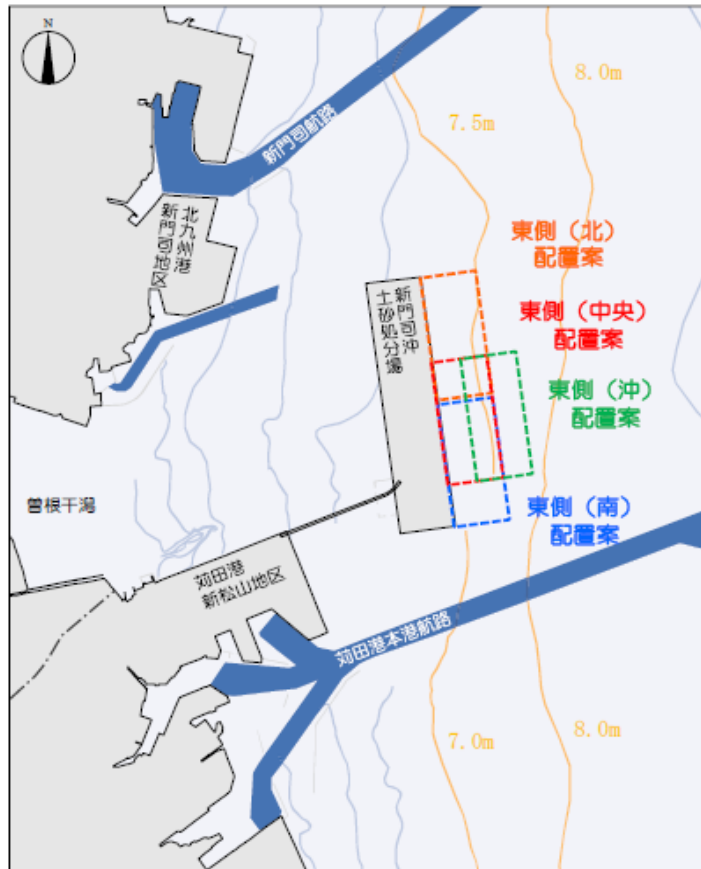 N
8.0m
7.5m
新門司航路
北九州港
新門司地区
東側（北）
配置案
新門司沖
土砂処分場
東側（中央）
配置案
東側（沖）
配置案
曽根干潟
東側（南）
配置案
苅田港
新松山地区
苅田港本港航路
7.0m
8.0m